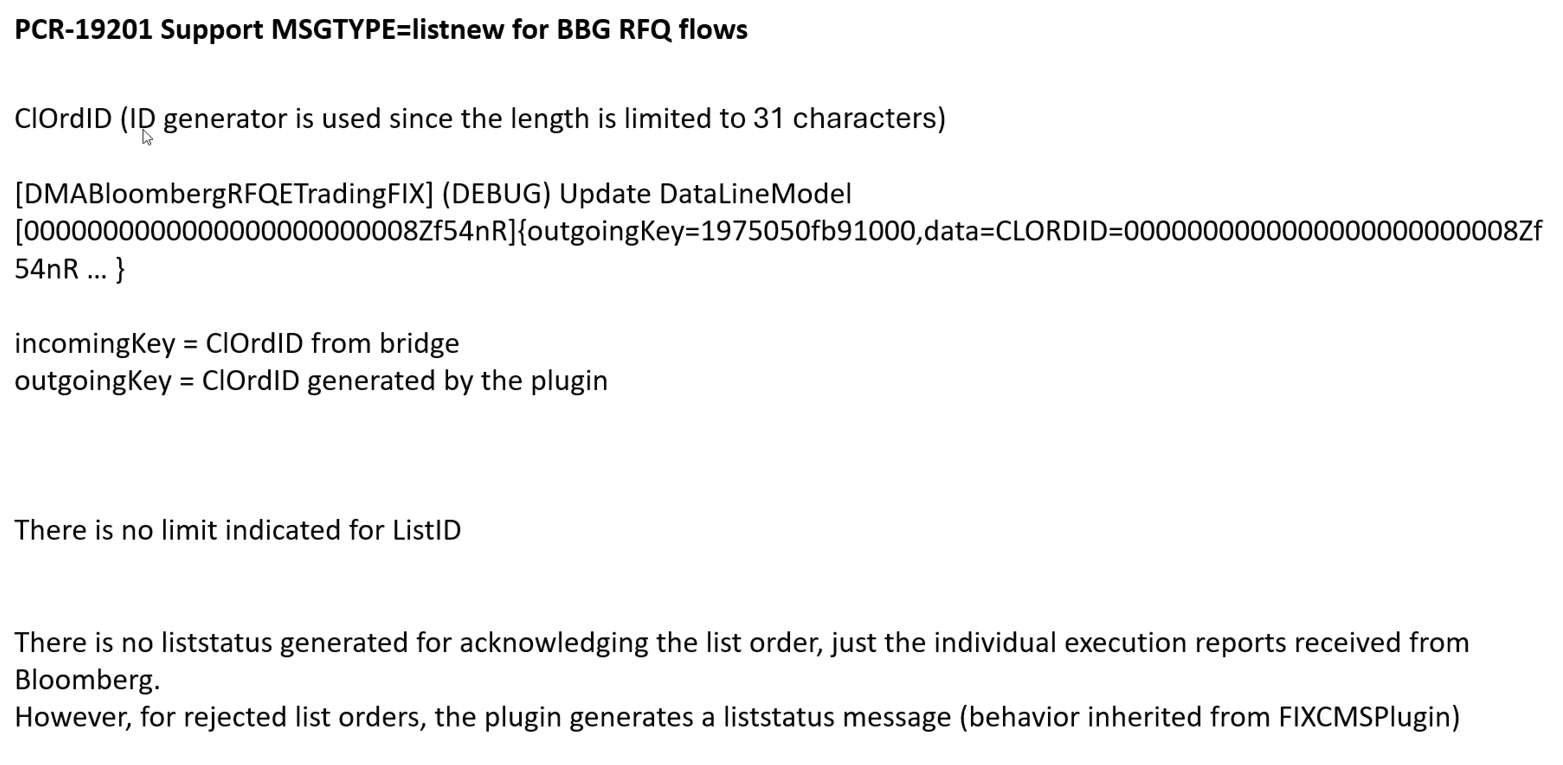 PCR-19201 Support MSGTYPE=listnew for BBG RFQ flows
ClOrdID (ID generator is used since the length is limited to 31 characters)
[DMABloombergRFQETradingFIX] (DEBUG) Update DataLineModel
[0000000000000000000000008Zf54nR]{outgoingKey=1975050fb91000,data=CLORDID=0000000000000000000000008Zf
54nR ... }
incomingKey = ClOrdID from bridge
outgoingKey = ClOrdID generated by the plugin
There is no limit indicated for ListID
There is no liststatus generated for acknowledging the list order, just the individual execution reports received from
Bloomberg.
However, for rejected list orders, the plugin generates a liststatus message (behavior inherited from FIXCMSPlugin)